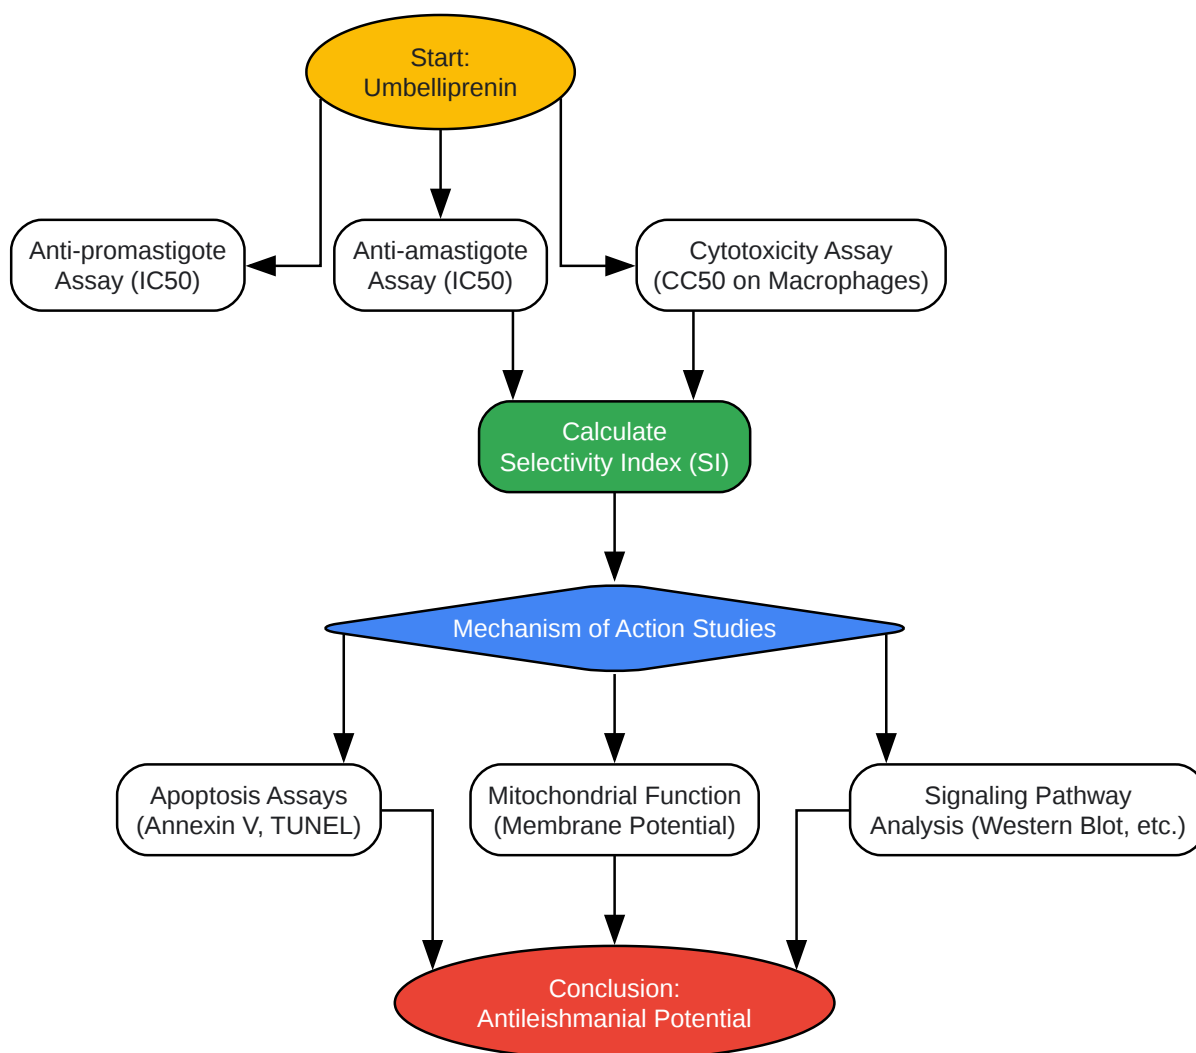 Start:
Umbelliprenin
Anti-promastigote
Assay (IC50)
Anti-amastigote
Assay (IC50)
Cytotoxicity Assay
(CC50 on Macrophages)
Calculate
Selectivity Index (SI)
Mechanism of Action Studies
Apoptosis Assays
(Annexin V, TUNEL)
Mitochondrial Function
(Membrane Potential)
Signaling Pathway
Analysis (Western Blot, etc.)
Conclusion:
Antileishmanial Potential